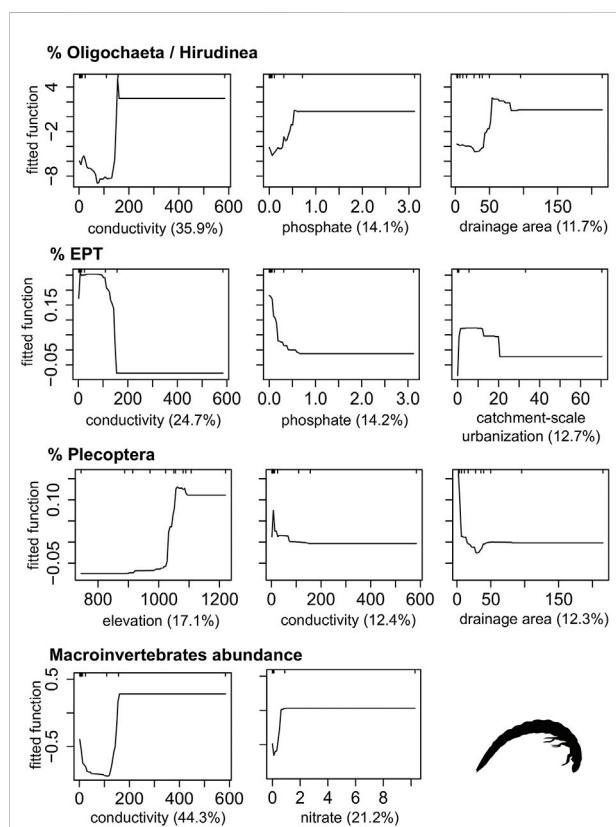 % Oligochaeta / Hirudinea
fitted function
4
−2
−8
0 200 400 600
conductivity (35.9%)
0.0 1.0 2.0 3.0
phosphate (14.1%)
0 50 150
drainage area (11.7%)
% EPT
fitted function
0.15
−0.05
0 200 400 600
conductivity (24.7%)
0.0 1.0 2.0 3.0
phosphate (14.2%)
0 20 40 60
catchment-scale
urbanization (12.7%)
% Plecoptera
fitted function
0.10
−0.05
800 1000 1200
elevation (17.1%)
0 200 400 600
conductivity (12.4%)
0 50 150
drainage area (12.3%)
Macroinvertebrates abundance
fitted function
0.5
−0.5
0 200 400 600
conductivity (44.3%)
0 2 4 6 8
nitrate (21.2%)